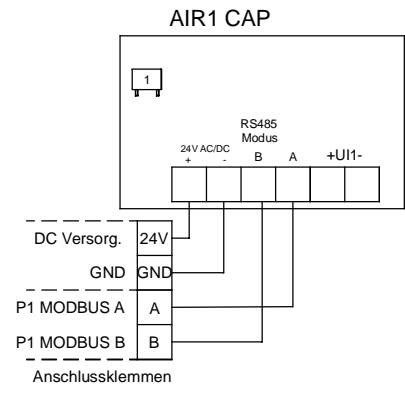 AIR1 CAP
1
RS485
Modus
24V AC/DC
+ - B A +UI1-
DC Versorg. 24V
GND GND
P1 MODBUS A A
P1 MODBUS B B
Anschlussklemmen